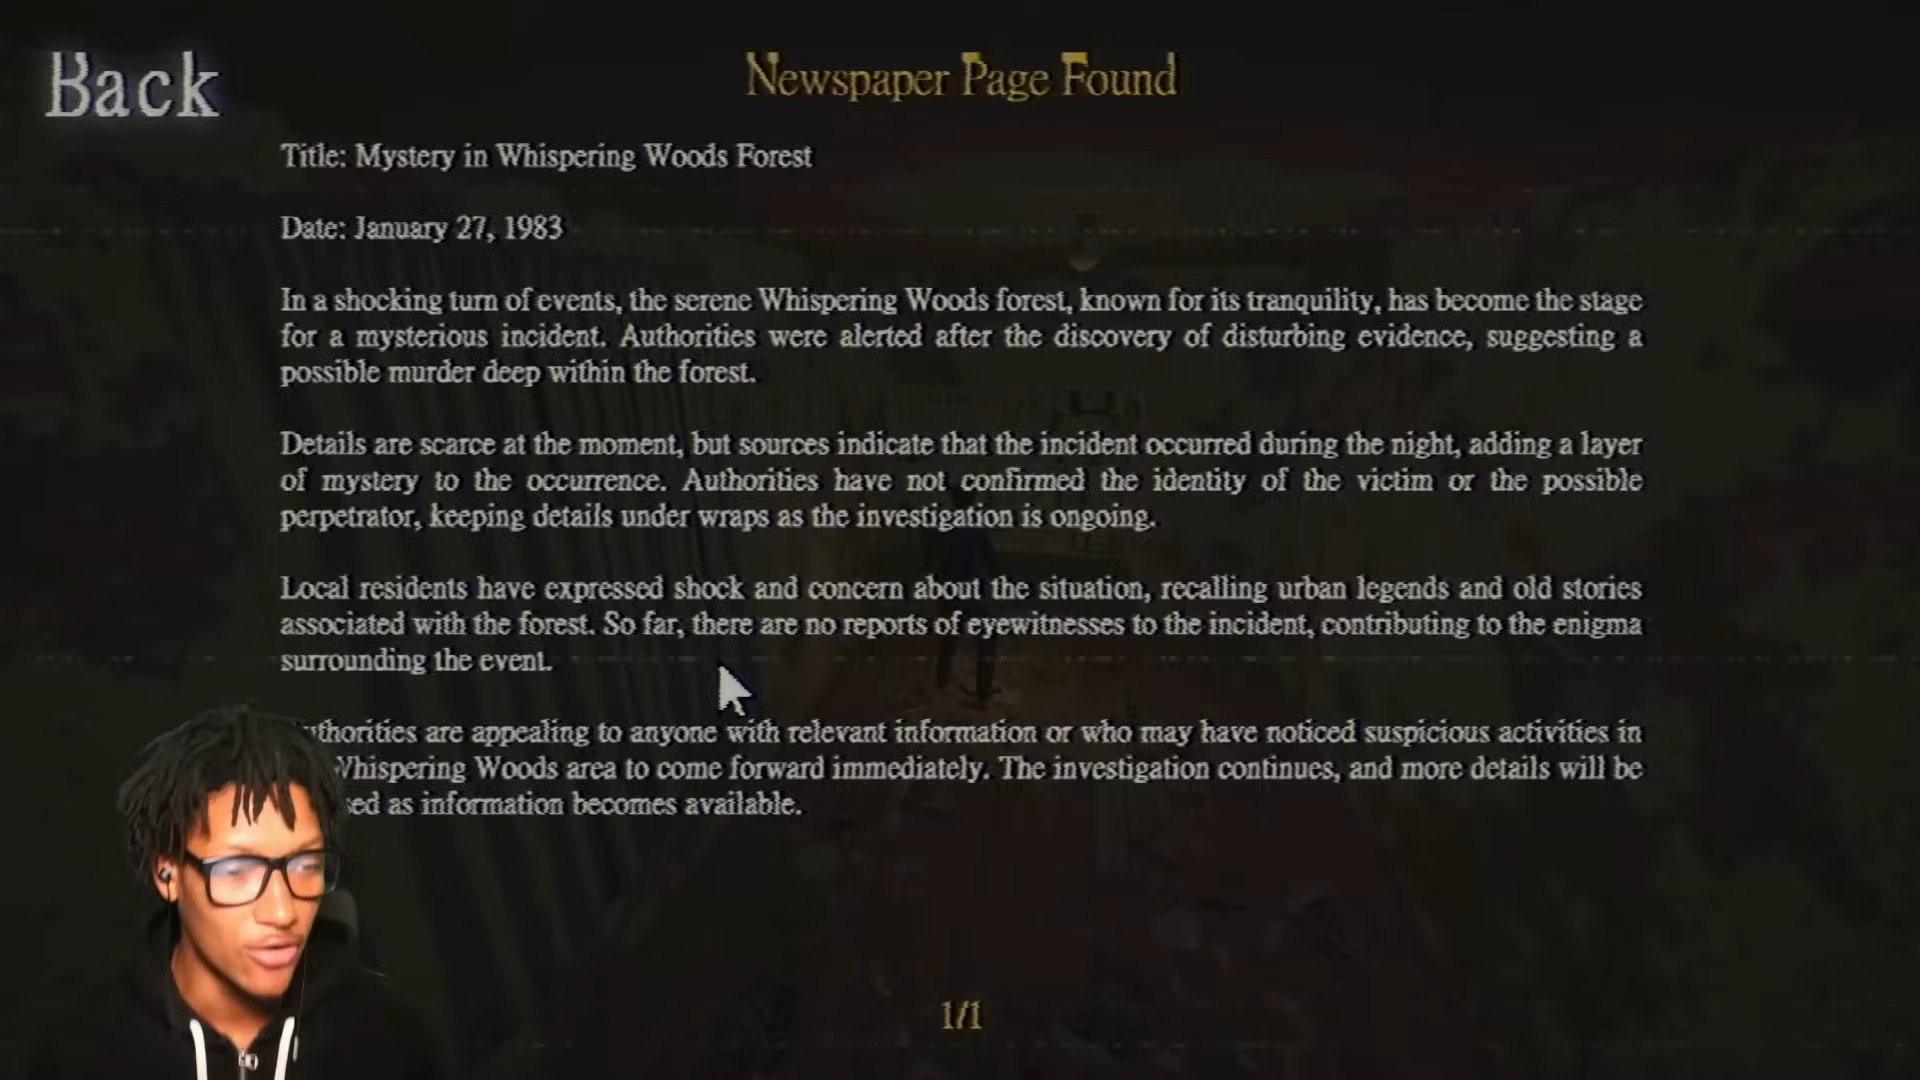 Back
Newspaper Page Found
Title: Mystery in Whispering Woods Forest
Date: January 27, 1983
In a shocking turn of events, the serene Whispering Woods forest, known for its tranquility, has become the stage
for a mysterious incident. Authorities were alerted after the discovery of disturbing evidence, suggesting a
possible murder deep within the forest.
Details are scarce at the moment, but sources indicate that the incident occurred during the night, adding a layer
of mystery to the occurrence. Authorities have not confirmed the identity of the victim or the possible
perpetrator, keeping details under wraps as the investigation is ongoing.
Local residents have expressed shock and concern about the situation, recalling urban legends and old stories
associated with the forest. So far, there are no reports of eyewitnesses to the incident, contributing to the enigma
surrounding the event.
are appealing to anyone with relevant information or who may have noticed suspicious activities in
Whispering Woods area to come forward immediately. The investigation continues, and more details will be
as information becomes available.
1/1